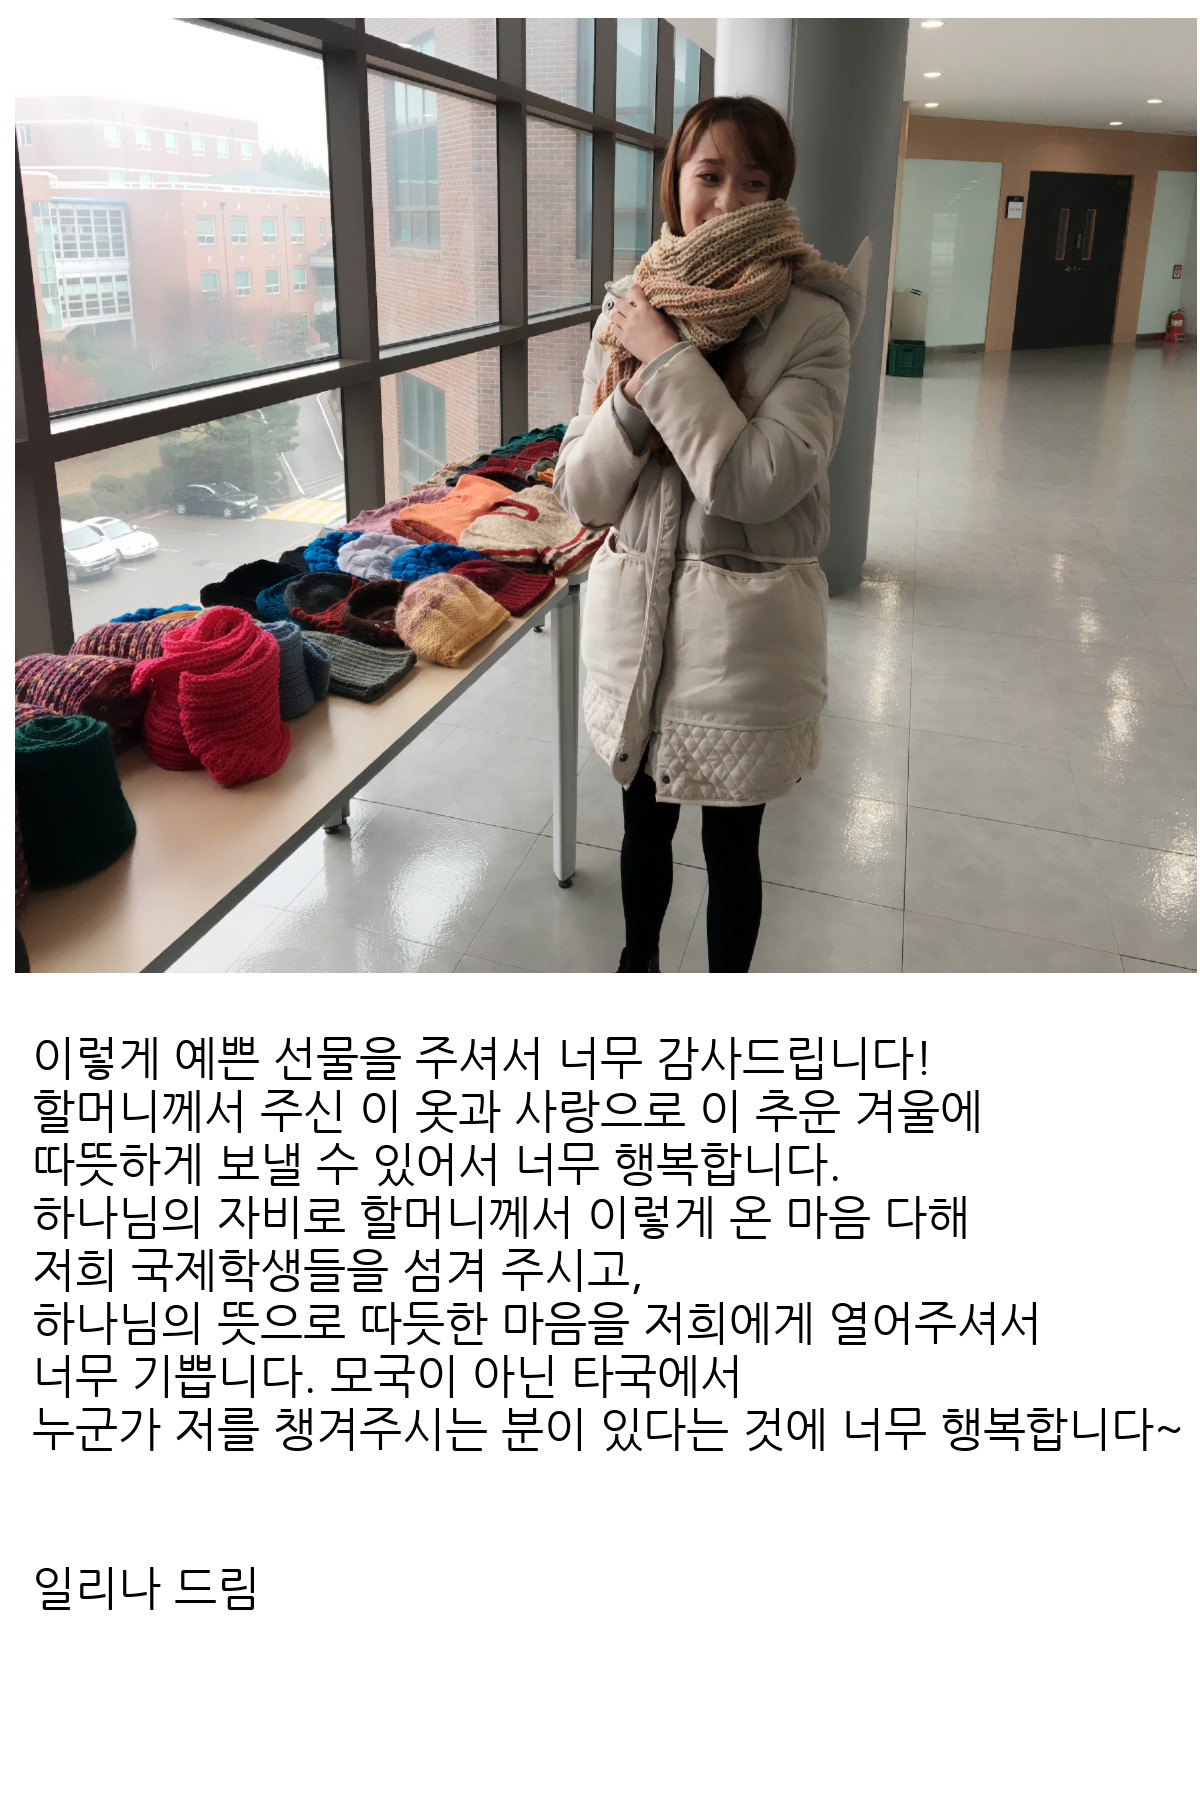 이렇게 예쁜 선물을 주셔서 너무 감사드립니다!
할머니께서 주신 이 옷과 사랑으로 이 추운 겨울에
따뜻하게 보낼 수 있어서 너무 행복합니다.
하나님의 자비로 할머니께서 이렇게 온 마음 다해
저희 국제학생들을 섬겨 주시고,
하나님의 뜻으로 따듯한 마음을 저희에게 열어주셔서
너무 기쁩니다. 모국이 아닌 타국에서
누군가 저를 챙겨주시는 분이 있다는 것에 너무 행복합니다~
일리나 드림